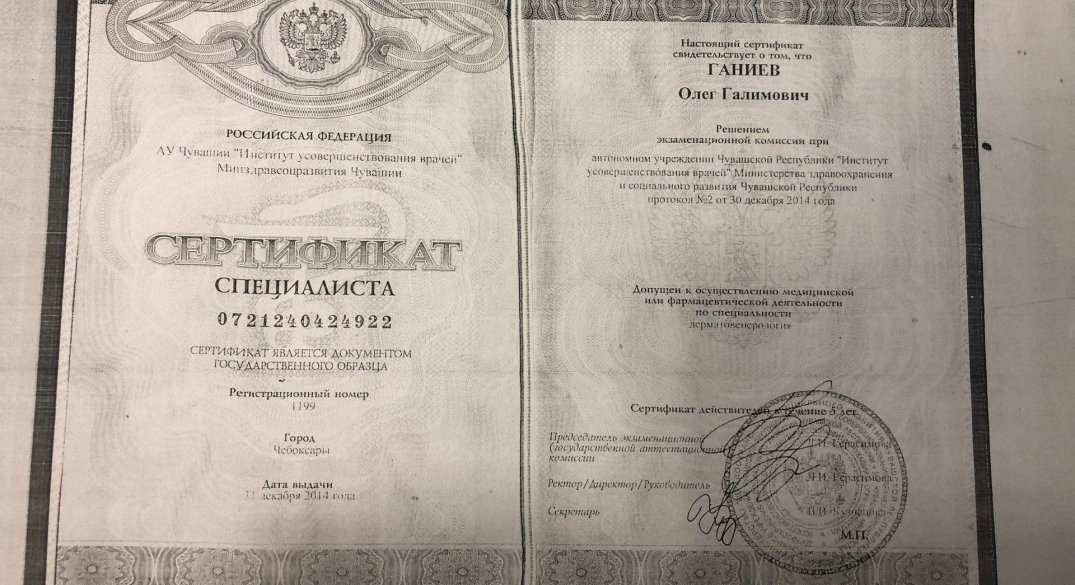 РОССИЙСКАЯ ФЕДЕРАЦИЯ
АУ Чувашии "Институт усовершенствования врачей"
Минздравсоцразвития Чувашии
СЕРТИФИКАТ
СПЕЦИАЛИСТА
0721240424922
СЕРТИФИКАТ ЯВЛЯЕТСЯ ДОКУМЕНТОМ
ГОСУДАРСТВЕННОГО ОБРАЗЦА
Регистрационный номер
1199
Город
Чебоксары
Дата выдачи
31 декабря 2014 года
Настоящий сертификат
свидетельствует о том, что
ГАНИЕВ
Олег Галимович
Решением
экзаменационной комиссии при
автономном учреждении Чувашской Республики "Институт
усовершенствования врачей" Министерства здравоохранения
и социального развития Чувашской Республики
протокол №2 от 30 декабря 2014 года
Допущен к осуществлению медицинской
или фармацевтической деятельности
по специальности
дерматовенерология
Сертификат действителен в течение 5 лет.
Председатель экзаменационной
(государственной аттестационной)
комиссии
Герасимова
Ректор/Директор/Руководитель
Герасимова
Секретарь
М.П.